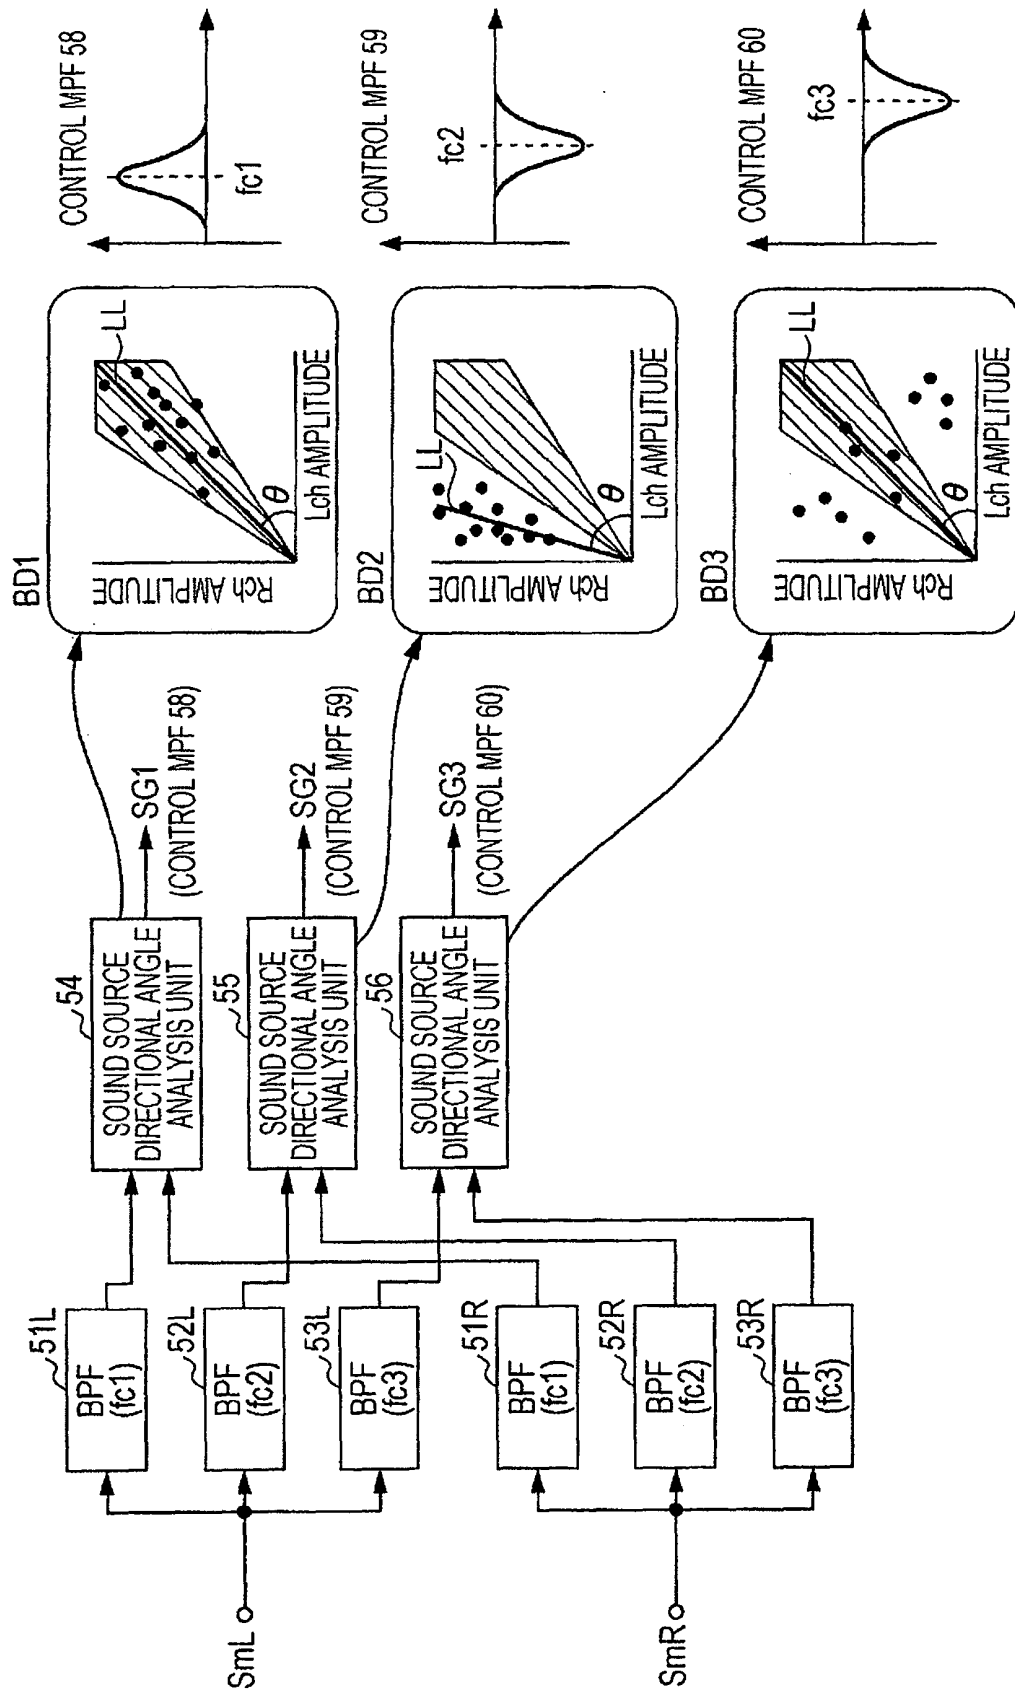 SmL
SmR
51L
BPF
(fc1)
52L
BPF
(fc2)
53L
BPF
(fc3)
51R
BPF
(fc1)
52R
BPF
(fc2)
53R
BPF
(fc3)
54
SOUND SOURCE
DIRECTIONAL ANGLE
ANALYSIS UNIT
55
SOUND SOURCE
DIRECTIONAL ANGLE
ANALYSIS UNIT
56
SOUND SOURCE
DIRECTIONAL ANGLE
ANALYSIS UNIT
SG1
(CONTROL MPF 58)
SG2
(CONTROL MPF 59)
SG3
(CONTROL MPF 60)
BD1
Rch AMPLITUDE
LL
θ
Lch AMPLITUDE
BD2
Rch AMPLITUDE
LL
θ
Lch AMPLITUDE
BD3
Rch AMPLITUDE
LL
θ
Lch AMPLITUDE
CONTROL MPF 58
fc1
CONTROL MPF 59
fc2
CONTROL MPF 60
fc3